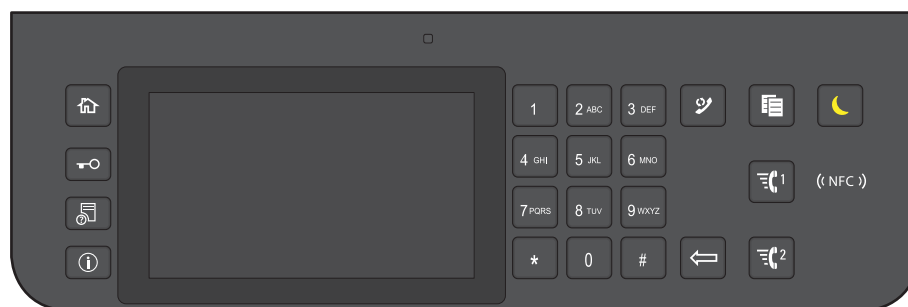 1 2 ABC 3 DEF
4 GHI 5 JKL 6 MNO 1 NFC
7 PQRS 8 TUV 9 WXYZ
?
i * 0 # 2